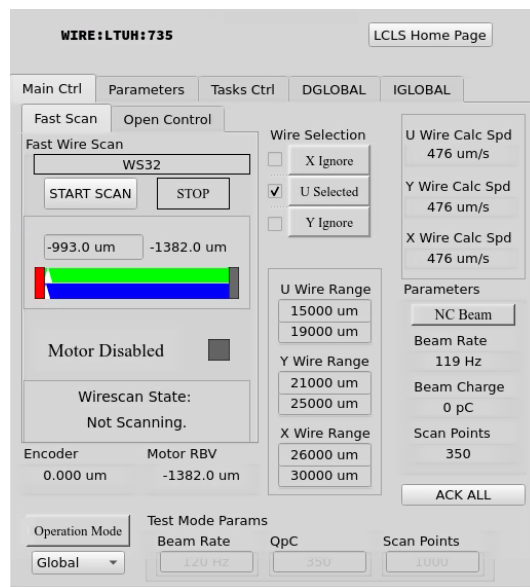 WIRE:LTUH:735
LCLS Home Page
Main Ctrl
Parameters
Tasks Ctrl
DGLOBAL
IGLOBAL
Fast Scan
Open Control
Fast Wire Scan
WS32
START SCAN
STOP
-993.0 um
-1382.0 um
Motor Disabled
Wirescan State:
Not Scanning.
Encoder
Motor RBV
0.000 um
-1382.0 um
Wire Selection
X Ignore
U Selected
Y Ignore
U Wire Range
15000 um
19000 um
Y Wire Range
21000 um
25000 um
X Wire Range
26000 um
30000 um
U Wire Calc Spd
476 um/s
Y Wire Calc Spd
476 um/s
X Wire Calc Spd
476 um/s
Parameters
NC Beam
Beam Rate
119 Hz
Beam Charge
0 pC
Scan Points
350
ACK ALL
Operation Mode
Global
Test Mode Params
Beam Rate
QpC
Scan Points
120 Hz
350
1000